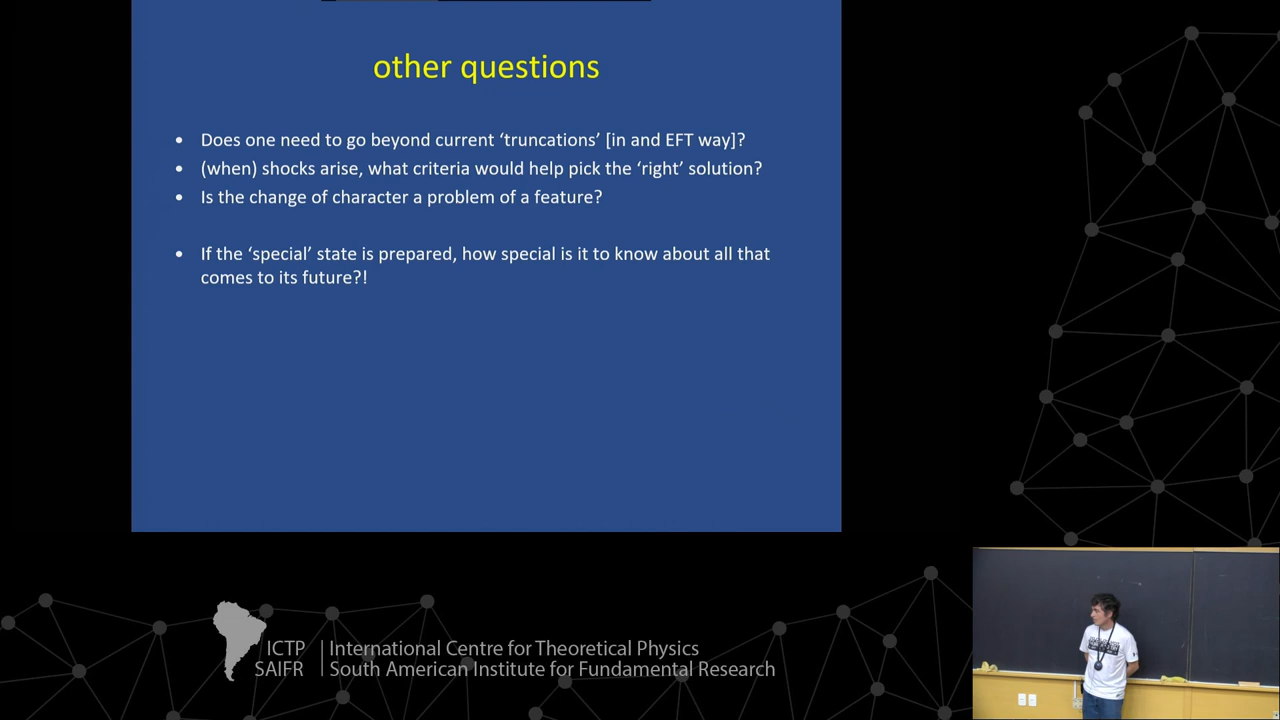 other questions
• Does one need to go beyond current ‘truncations’ [in and EFT way]?
• (when) shocks arise, what criteria would help pick the ‘right’ solution?
• Is the change of character a problem of a feature?
• If the ‘special’ state is prepared, how special is it to know about all that
comes to its future?!
ICTP
SAIFR
International Centre for Theoretical Physics
South American Institute for Fundamental Research